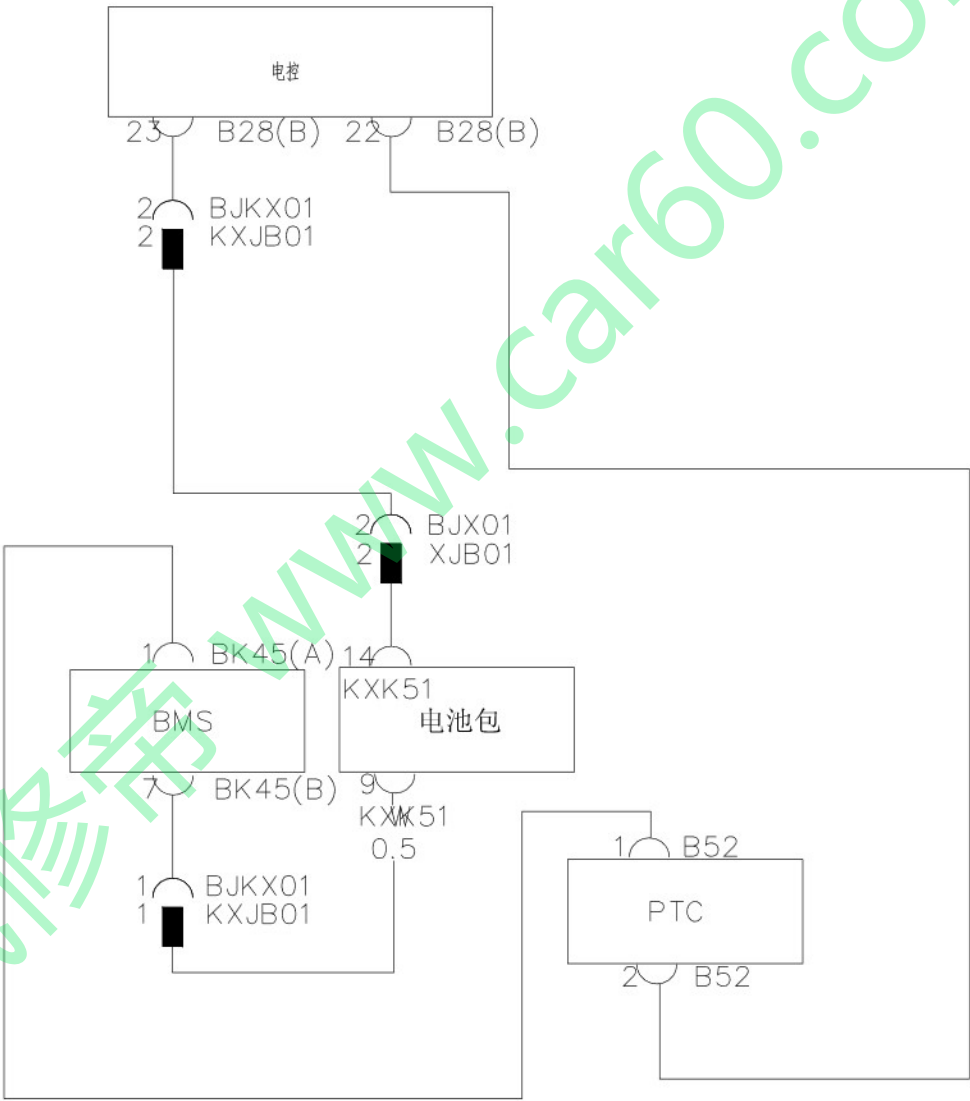 电控
23 B28(B) 22 B28(B)
2 BJKX01
2 KXJB01
2 BJX01
2 XJB01
1 BK45(A) 14
KXK51
BMS
电池包
7 BK45(B) 9
KXK51
W
0.5
1 B52
PTC
2 B52
1 BJKX01
1 KXJB01
修帝 www.car60.co